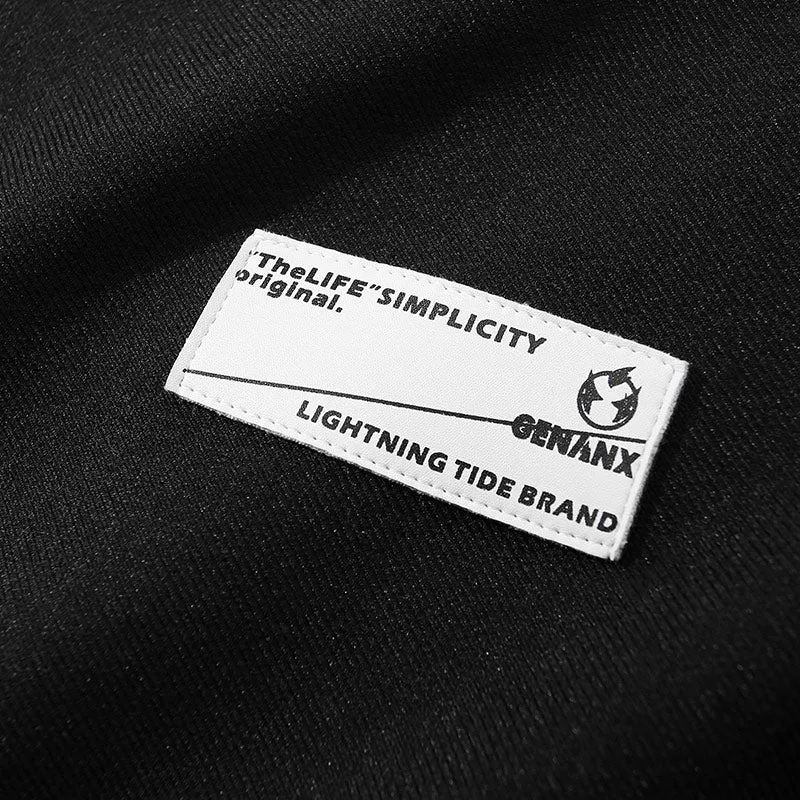 "TheLIFE"SIMPLICITY
original.
GENANX
LIGHTNING TIDE BRAND